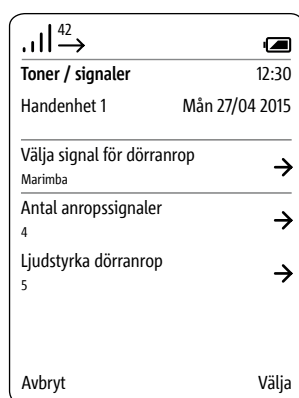 42
Toner / signaler 12:30
Handenhet 1 Mån 27/04 2015
Välja signal för dörranrop
Marimba
Antal anropssignaler
4
Ljudstyrka dörranrop
5
Avbryt Välja